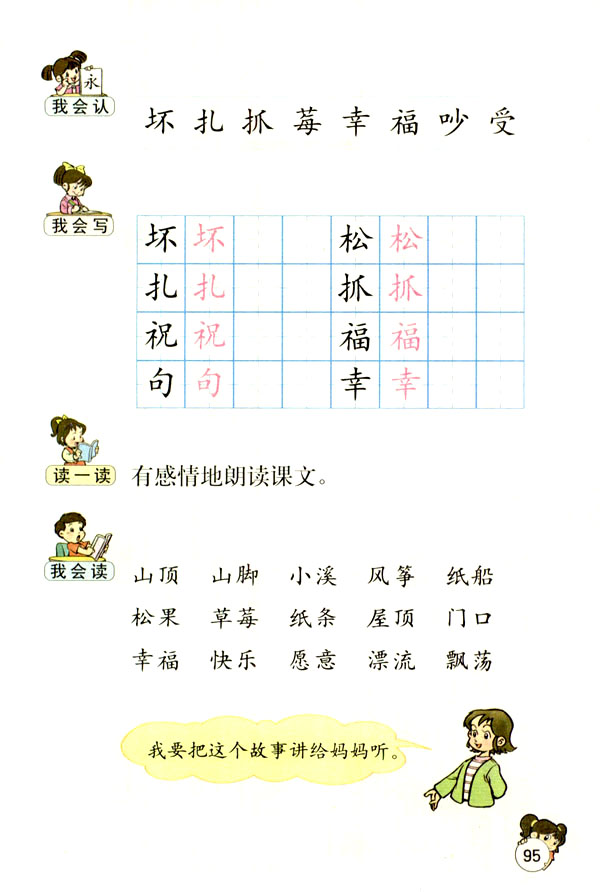 永
我会认
坏 扎 抓 莓 幸 福 吵 受
我会写
坏 坏 松 松
扎 扎 抓 抓
祝 祝 福 福
句 句 幸 幸
读一读 有感情地朗读课文。
我会读
山顶 山脚 小溪 风筝 纸船
松果 草莓 纸条 屋顶 门口
幸福 快乐 愿意 漂流 飘荡
我要把这个故事讲给妈妈听。
95